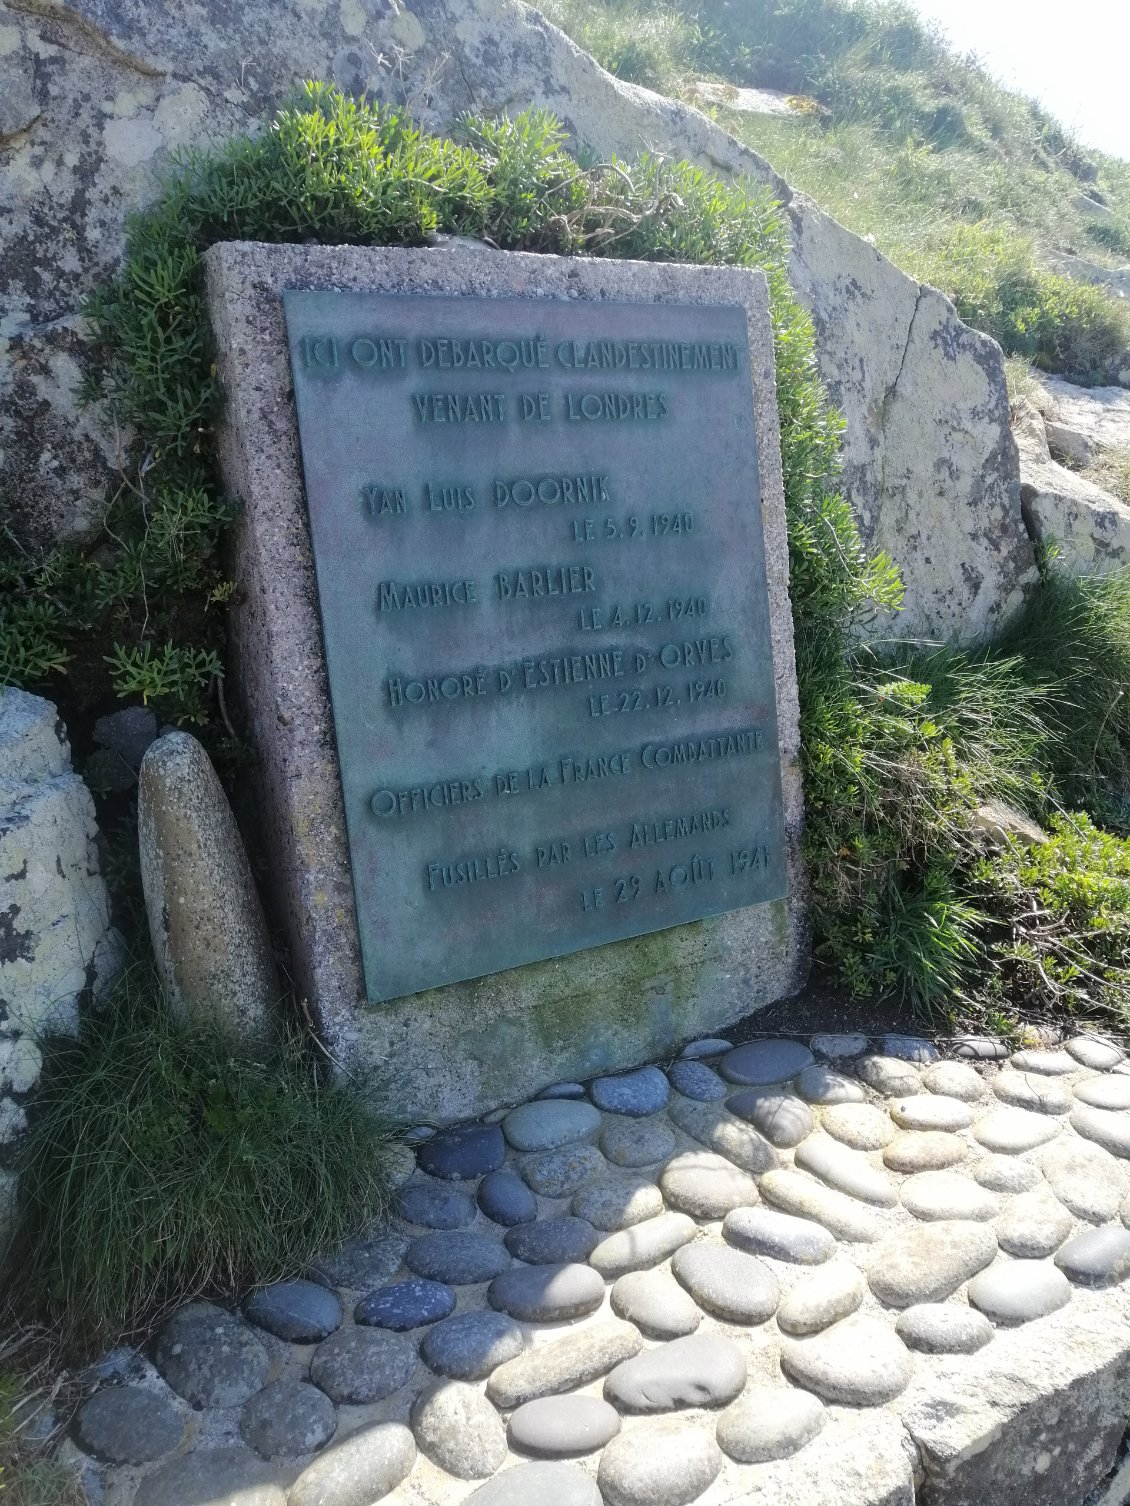 ICI ONT DEBARQUÉ CLANDESTINEMENT
VENANT DE LONDRES
YAN LUIS DOORNIK
LE 5.9.1940
MAURICE BARLIER
LE 4.12.1940
HONORÉ D'ESTIENNE D'ORVES
LE 22.12.1940
OFFICIERS DE LA FRANCE COMBATTANTE
FUSILLÉS PAR LES ALLEMANDS
LE 29 AOÛT 1941